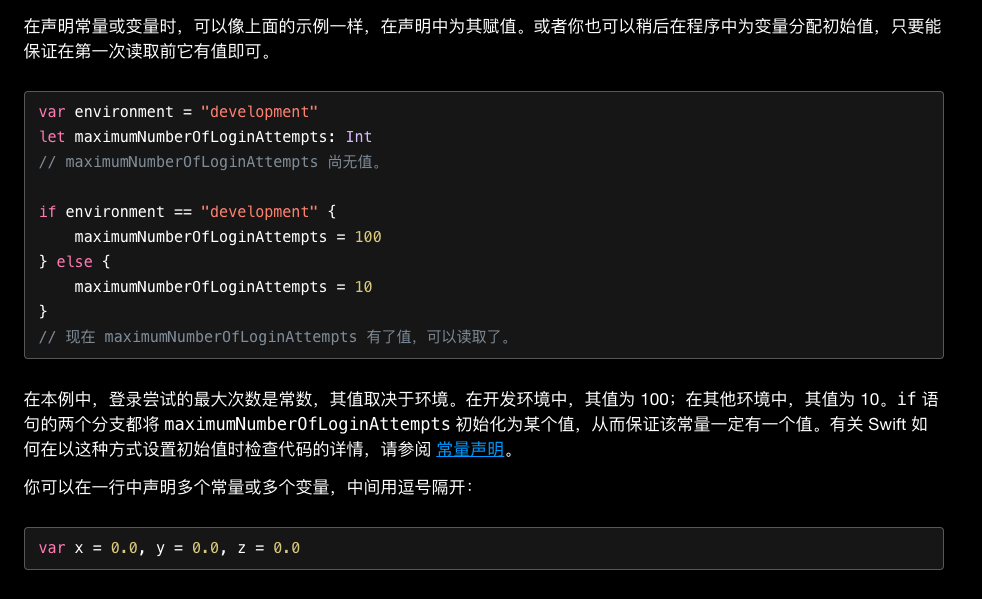 在声明常量或变量时，可以像上面的示例一样，在声明中为其赋值。或者你也可以稍后在程序中为变量分配初始值，只要能
保证在第一次读取前它有值即可。
var environment = "development"
let maximumNumberOfLoginAttempts: Int
// maximumNumberOfLoginAttempts 尚无值。
if environment == "development" {
    maximumNumberOfLoginAttempts = 100
} else {
    maximumNumberOfLoginAttempts = 10
}
// 现在 maximumNumberOfLoginAttempts 有了值，可以读取了。
在本例中，登录尝试的最大次数是常数，其值取决于环境。在开发环境中，其值为 100；在其他环境中，其值为 10。if 语
句的两个分支都将 maximumNumberOfLoginAttempts 初始化为某个值，从而保证该常量一定有一个值。有关 Swift 如
何在以这种方式设置初始值时检查代码的详情，请参阅 常量声明。
你可以在一行中声明多个常量或多个变量，中间用逗号隔开：
var x = 0.0, y = 0.0, z = 0.0